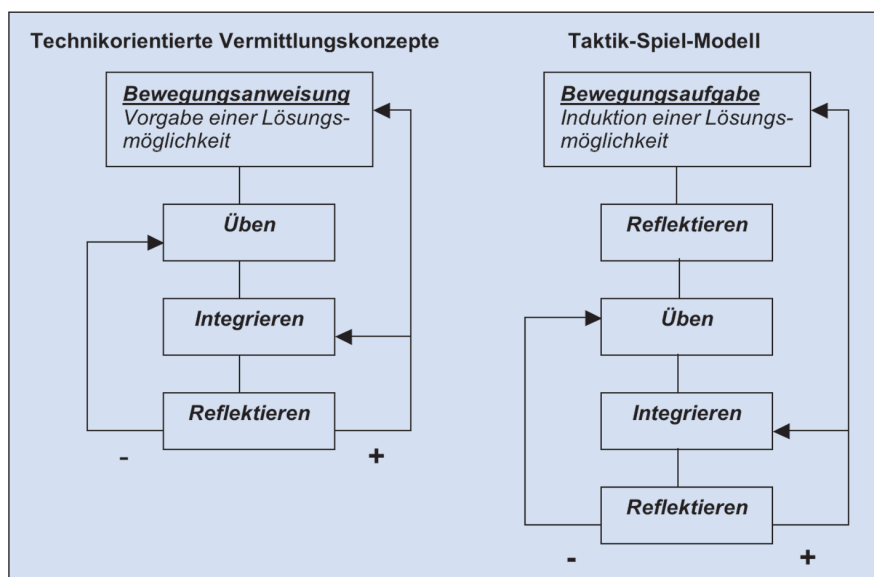 Technikorientierte Vermittlungskonzepte
Bewegungsanweisung
Vorgabe einer Lösungs-
möglichkeit
Üben
Integrieren
Reflektieren
-
+
Taktik-Spiel-Modell
Bewegungsaufgabe
Induktion einer Lösungs-
möglichkeit
Reflektieren
Üben
Integrieren
Reflektieren
-
+